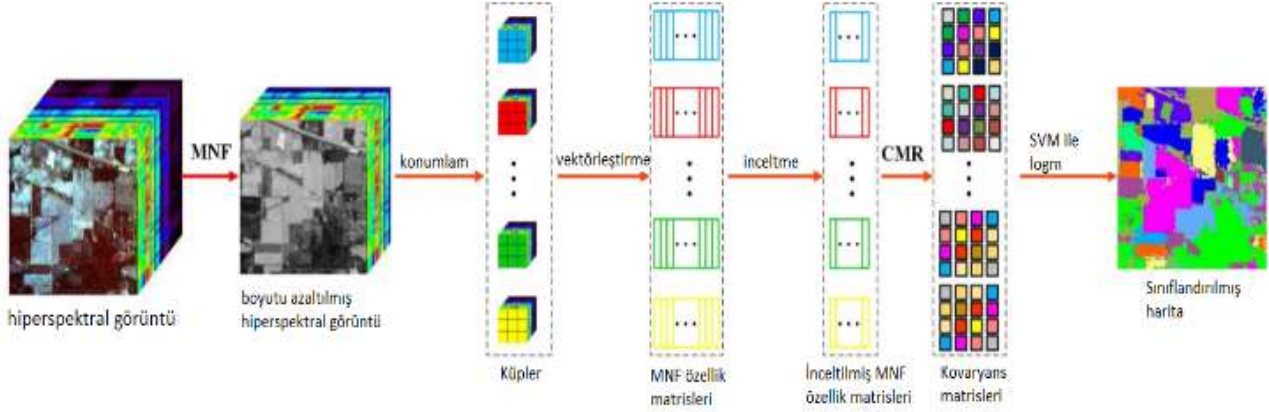 MNF
konumlam
vektörleştirme
inceltme
CMR
SVM ile
logm
hiperspektral görüntü
boyutu azaltılmış
hiperspektral görüntü
Küpler
MNF özellik
matrisleri
İnceltilmiş MNF
özellik matrisleri
Kovaryans
matrisleri
Sınıflandırılmış
harita